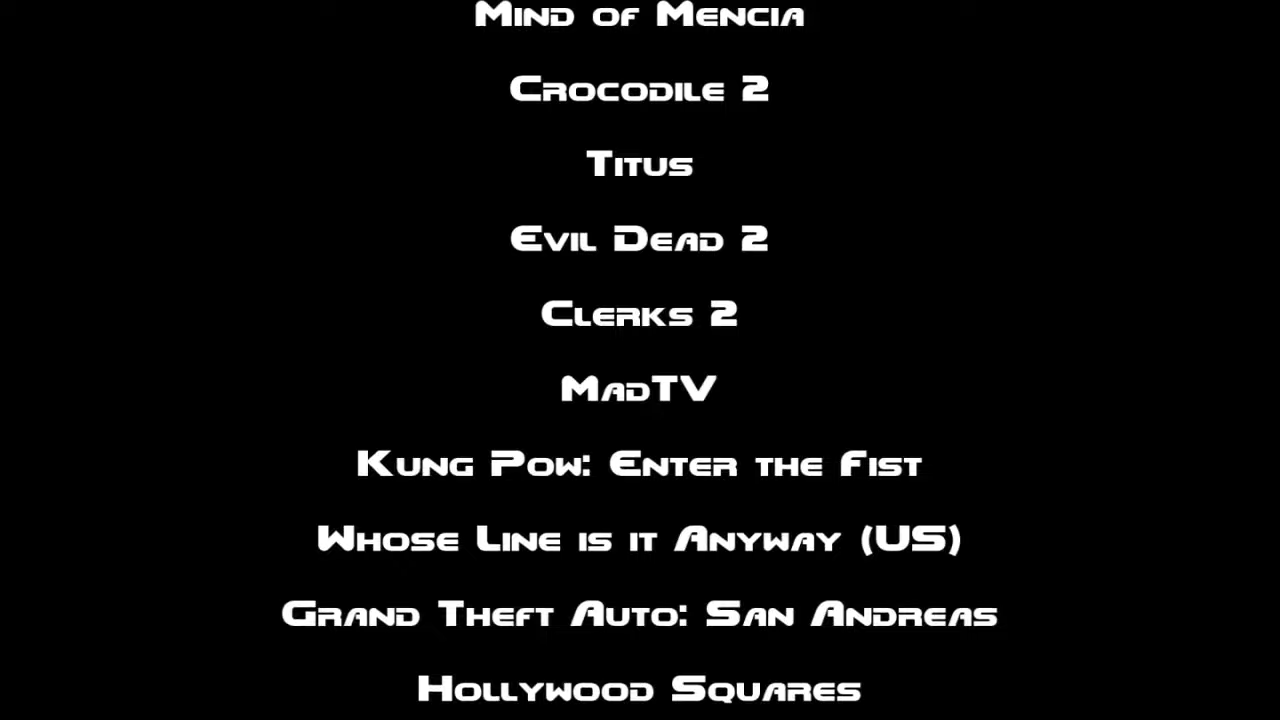 Mind of Mencia
Crocodile 2
Titus
Evil Dead 2
Clerks 2
MadTV
Kung Pow: Enter the Fist
Whose Line is it Anyway (US)
Grand Theft Auto: San Andreas
Hollywood Squares